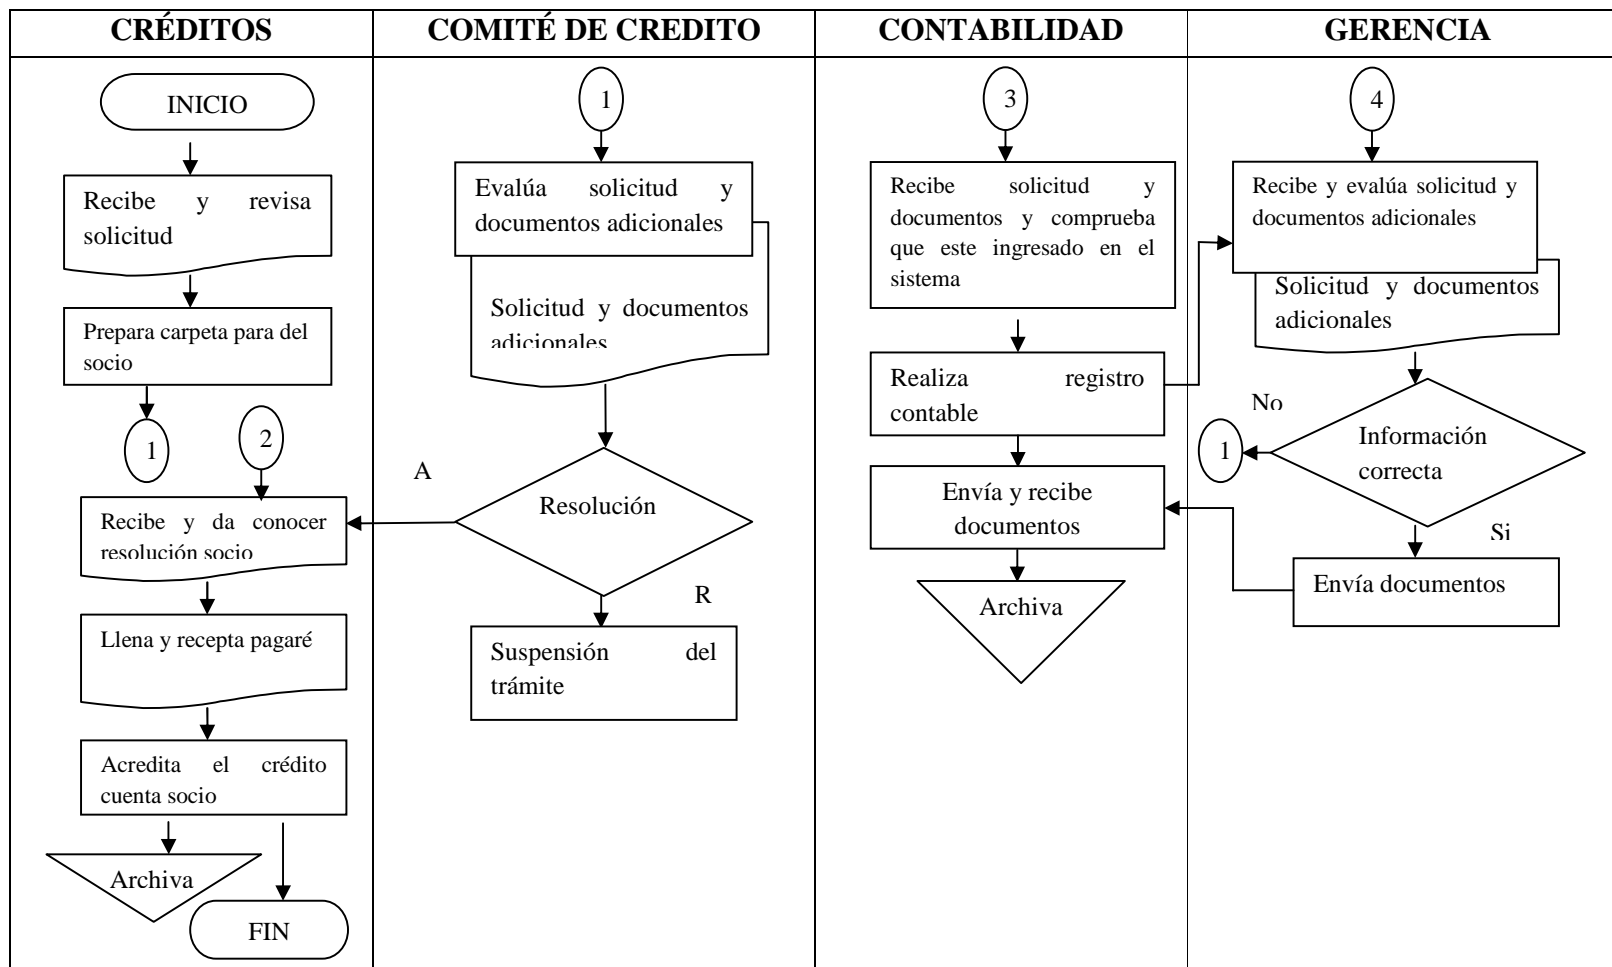 CRÉDITOS
COMITÉ DE CREDITO
CONTABILIDAD
GERENCIA
INICIO
Recibe y revisa
solicitud
Prepara carpeta para del
socio
1
2
Recibe y da conocer
resolución socio
Llena y recepta pagaré
Acredita el crédito
cuenta socio
Archiva
FIN
1
Evalúa solicitud y
documentos adicionales
Solicitud y documentos
adicionales
Resolución
A
R
Suspensión del
trámite
3
Recibe solicitud y
documentos y comprueba
que este ingresado en el
sistema
Realiza registro
contable
Envía y recibe
documentos
Archiva
4
Recibe y evalúa solicitud y
documentos adicionales
Solicitud y documentos
adicionales
Información
correcta
No
1
Si
Envía documentos